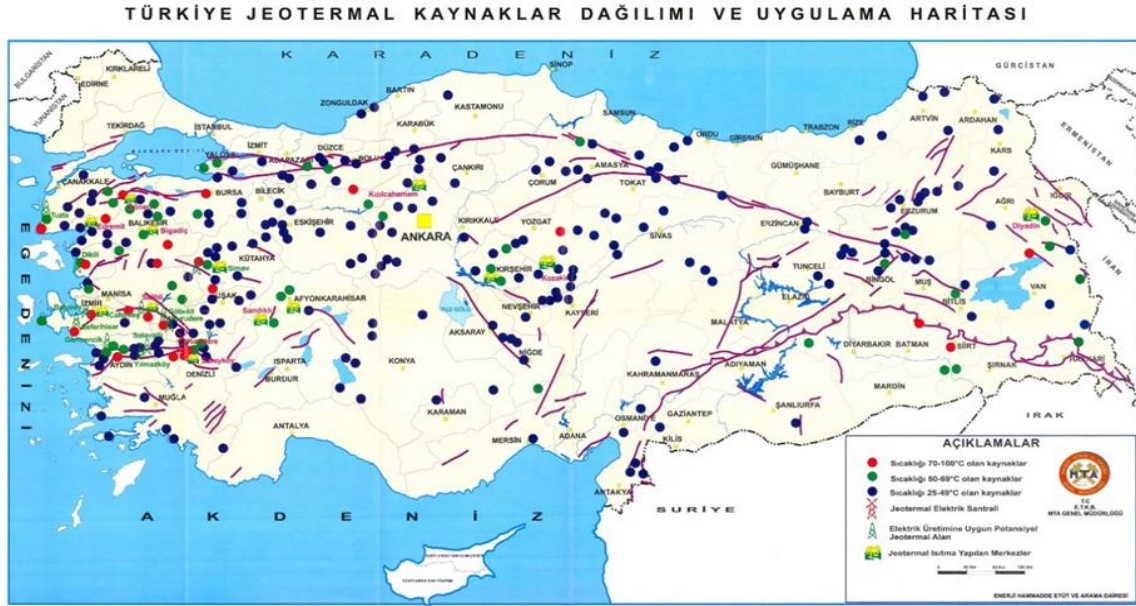 TÜRKİYE JEOTERMAL KAYNAKLAR DAĞILIMI VE UYGULAMA HARİTASI
KARADENİZ
BULGARİSTAN
YUNANİSTAN
GÜRCİSTAN
ERMENİSTAN
İRAN
IRAK
SURİYE
EGE DENİZİ
AKDENİZ
KIRKLARELİ
EDİRNE
TEKİRDAĞ
İSTANBUL
ZONGULDAK
BARTIN
KARABÜK
KASTAMONU
SİNOP
SAMSUN
ORDU
GİRESUN
TRABZON
RİZE
ARTVİN
ARDAHAN
KARS
İZMİT
ADAPAZARI
DÜZCE
BOLU
ÇANKIRI
ÇORUM
AMASYA
TOKAT
GÜMÜŞHANE
BAYBURT
ERZURUM
AĞRI
IĞDIR
ÇANAKKALE
BURSA
BİLECİK
Kızılcahamam
Tuzla
Edremit
BALIKESİR
Bigadiç
ESKİŞEHİR
ANKARA
KIRIKKALE
YOZGAT
SİVAS
ERZİNCAN
Diyadin
Dikili
KÜTAHYA
Simav
KIRŞEHİR
Kozaklı
TUNCELİ
BİNGÖL
MUŞ
BİTLİS
VAN
MANİSA
İZMİR
UŞAK
AFYONKARAHİSAR
Sandıklı
TUZ GÖLÜ
NEVŞEHİR
KAYSERİ
ELAZIĞ
MALATYA
Seferihisar
AKSARAY
NİĞDE
DİYARBAKIR
BATMAN
SİİRT
ŞIRNAK
HAKKARİ
Germencik
AYDIN
Yılmazköy
DENİZLİ
ISPARTA
BURDUR
KONYA
KAHRAMANMARAŞ
ADIYAMAN
MARDİN
MUĞLA
ANTALYA
KARAMAN
MERSİN
ADANA
OSMANİYE
GAZİANTEP
KİLİS
ŞANLIURFA
ANTAKYA
AÇIKLAMALAR
Sıcaklığı 70-100°C olan kaynaklar
Sıcaklığı 50-69°C olan kaynaklar
Sıcaklığı 25-49°C olan kaynaklar
Jeotermal Elektrik Santrali
Elektrik Üretimine Uygun Potansiyel
Jeotermal Alan
Jeotermal Isıtma Yapılan Merkezler
MTA
T.C
E.T.K.B.
MTA GENEL MÜDÜRLÜĞÜ
ENERJİ HAMMADDE ETÜT VE ARAMA DAİRESİ